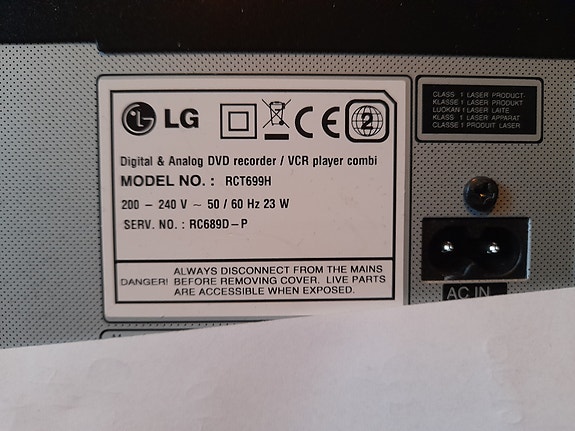 LG
2
Digital & Analog DVD recorder / VCR player combi
MODEL NO. : RCT699H
200 - 240 V ~ 50 / 60 Hz 23 W
SERV. NO. : RC689D-P
DANGER!
ALWAYS DISCONNECT FROM THE MAINS
BEFORE REMOVING COVER. LIVE PARTS
ARE ACCESSIBLE WHEN EXPOSED.
CLASS 1 LASER PRODUCT
KLASSE 1 LASER PRODUKT
LUOKAN 1 LASER LAITE
KLASS 1 LASER APPARAT
CLASSE 1 PRODUIT LASER
AC IN